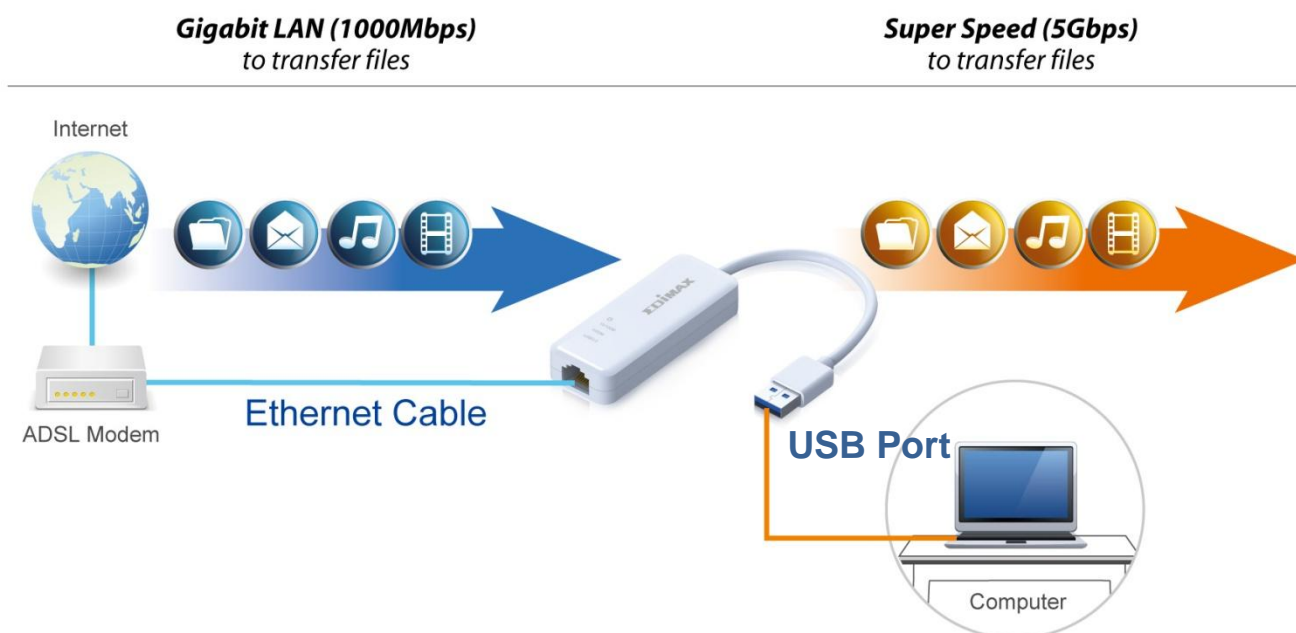 Gigabit LAN (1000Mbps)
to transfer files
Super Speed (5Gbps)
to transfer files
Internet
EDIMAX
Ethernet Cable
ADSL Modem
USB Port
Computer